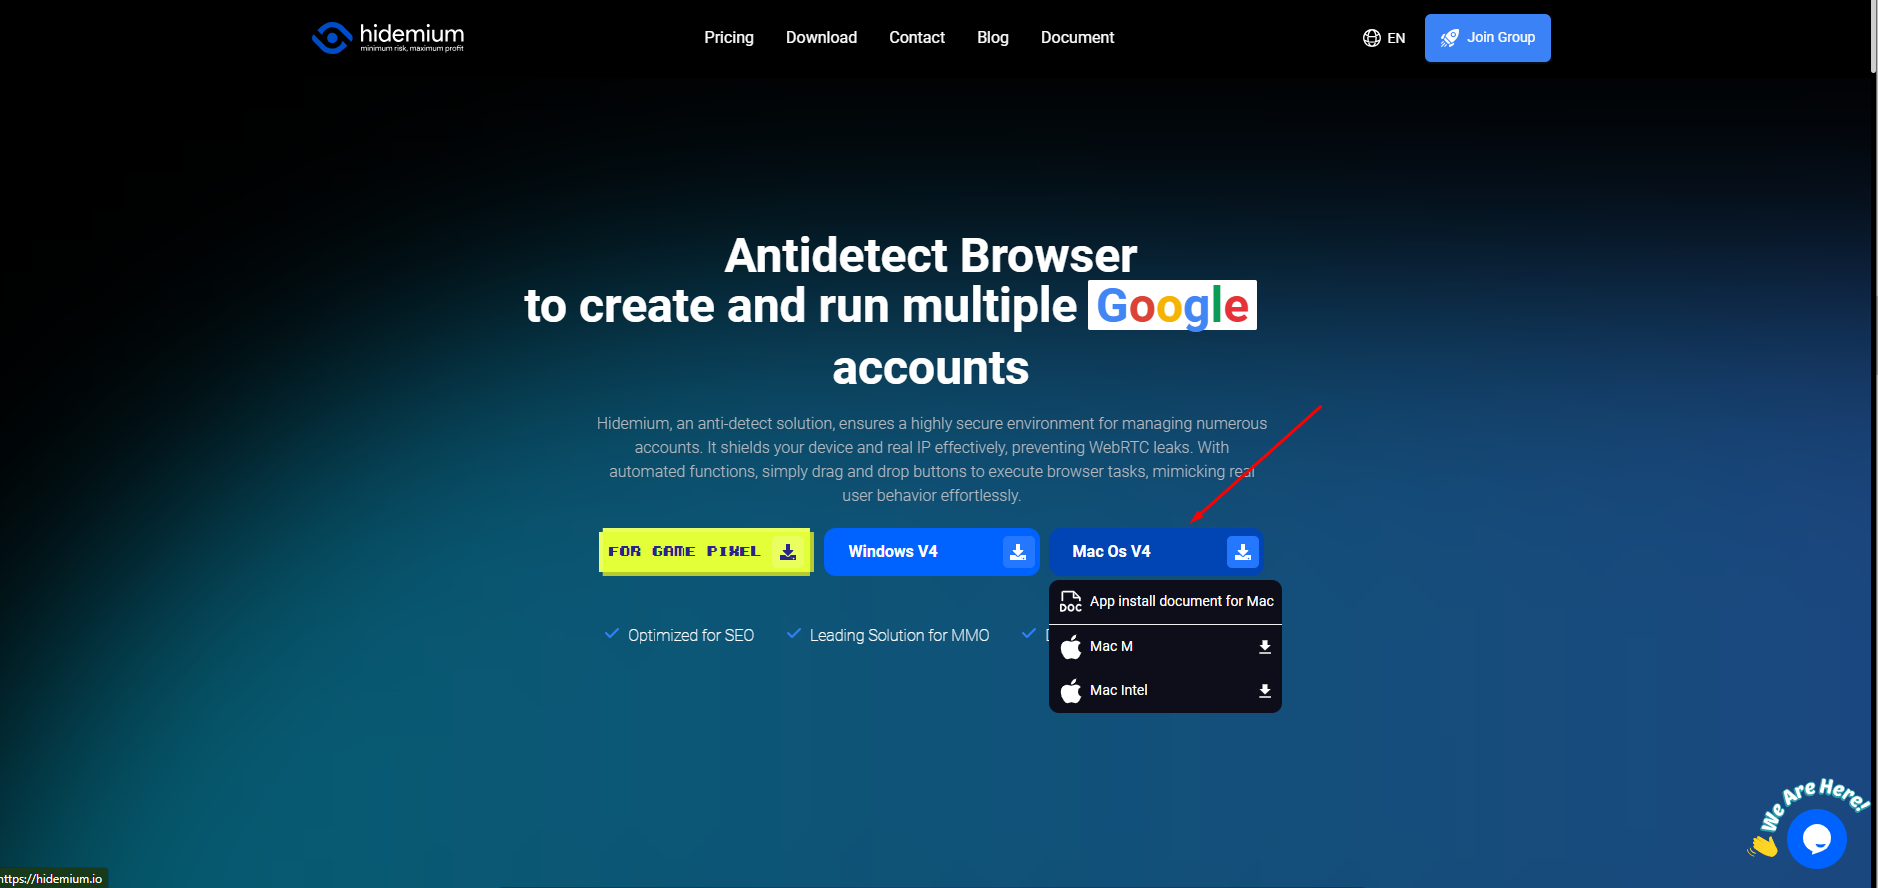 hidemium
minimum risk, maximum profit
Pricing
Download
Contact
Blog
Document
EN
Join Group
Antidetect Browser
to create and run multiple Google
accounts
Hidemium, an anti-detect solution, ensures a highly secure environment for managing numerous
accounts. It shields your device and real IP effectively, preventing WebRTC leaks. With
automated functions, simply drag and drop buttons to execute browser tasks, mimicking real
user behavior effortlessly.
FOR GAME PIXEL
Windows V4
Mac Os V4
DOC
App install document for Mac
Mac M
Mac Intel
Optimized for SEO
Leading Solution for MMO
We Are Here!
https://hidemium.io